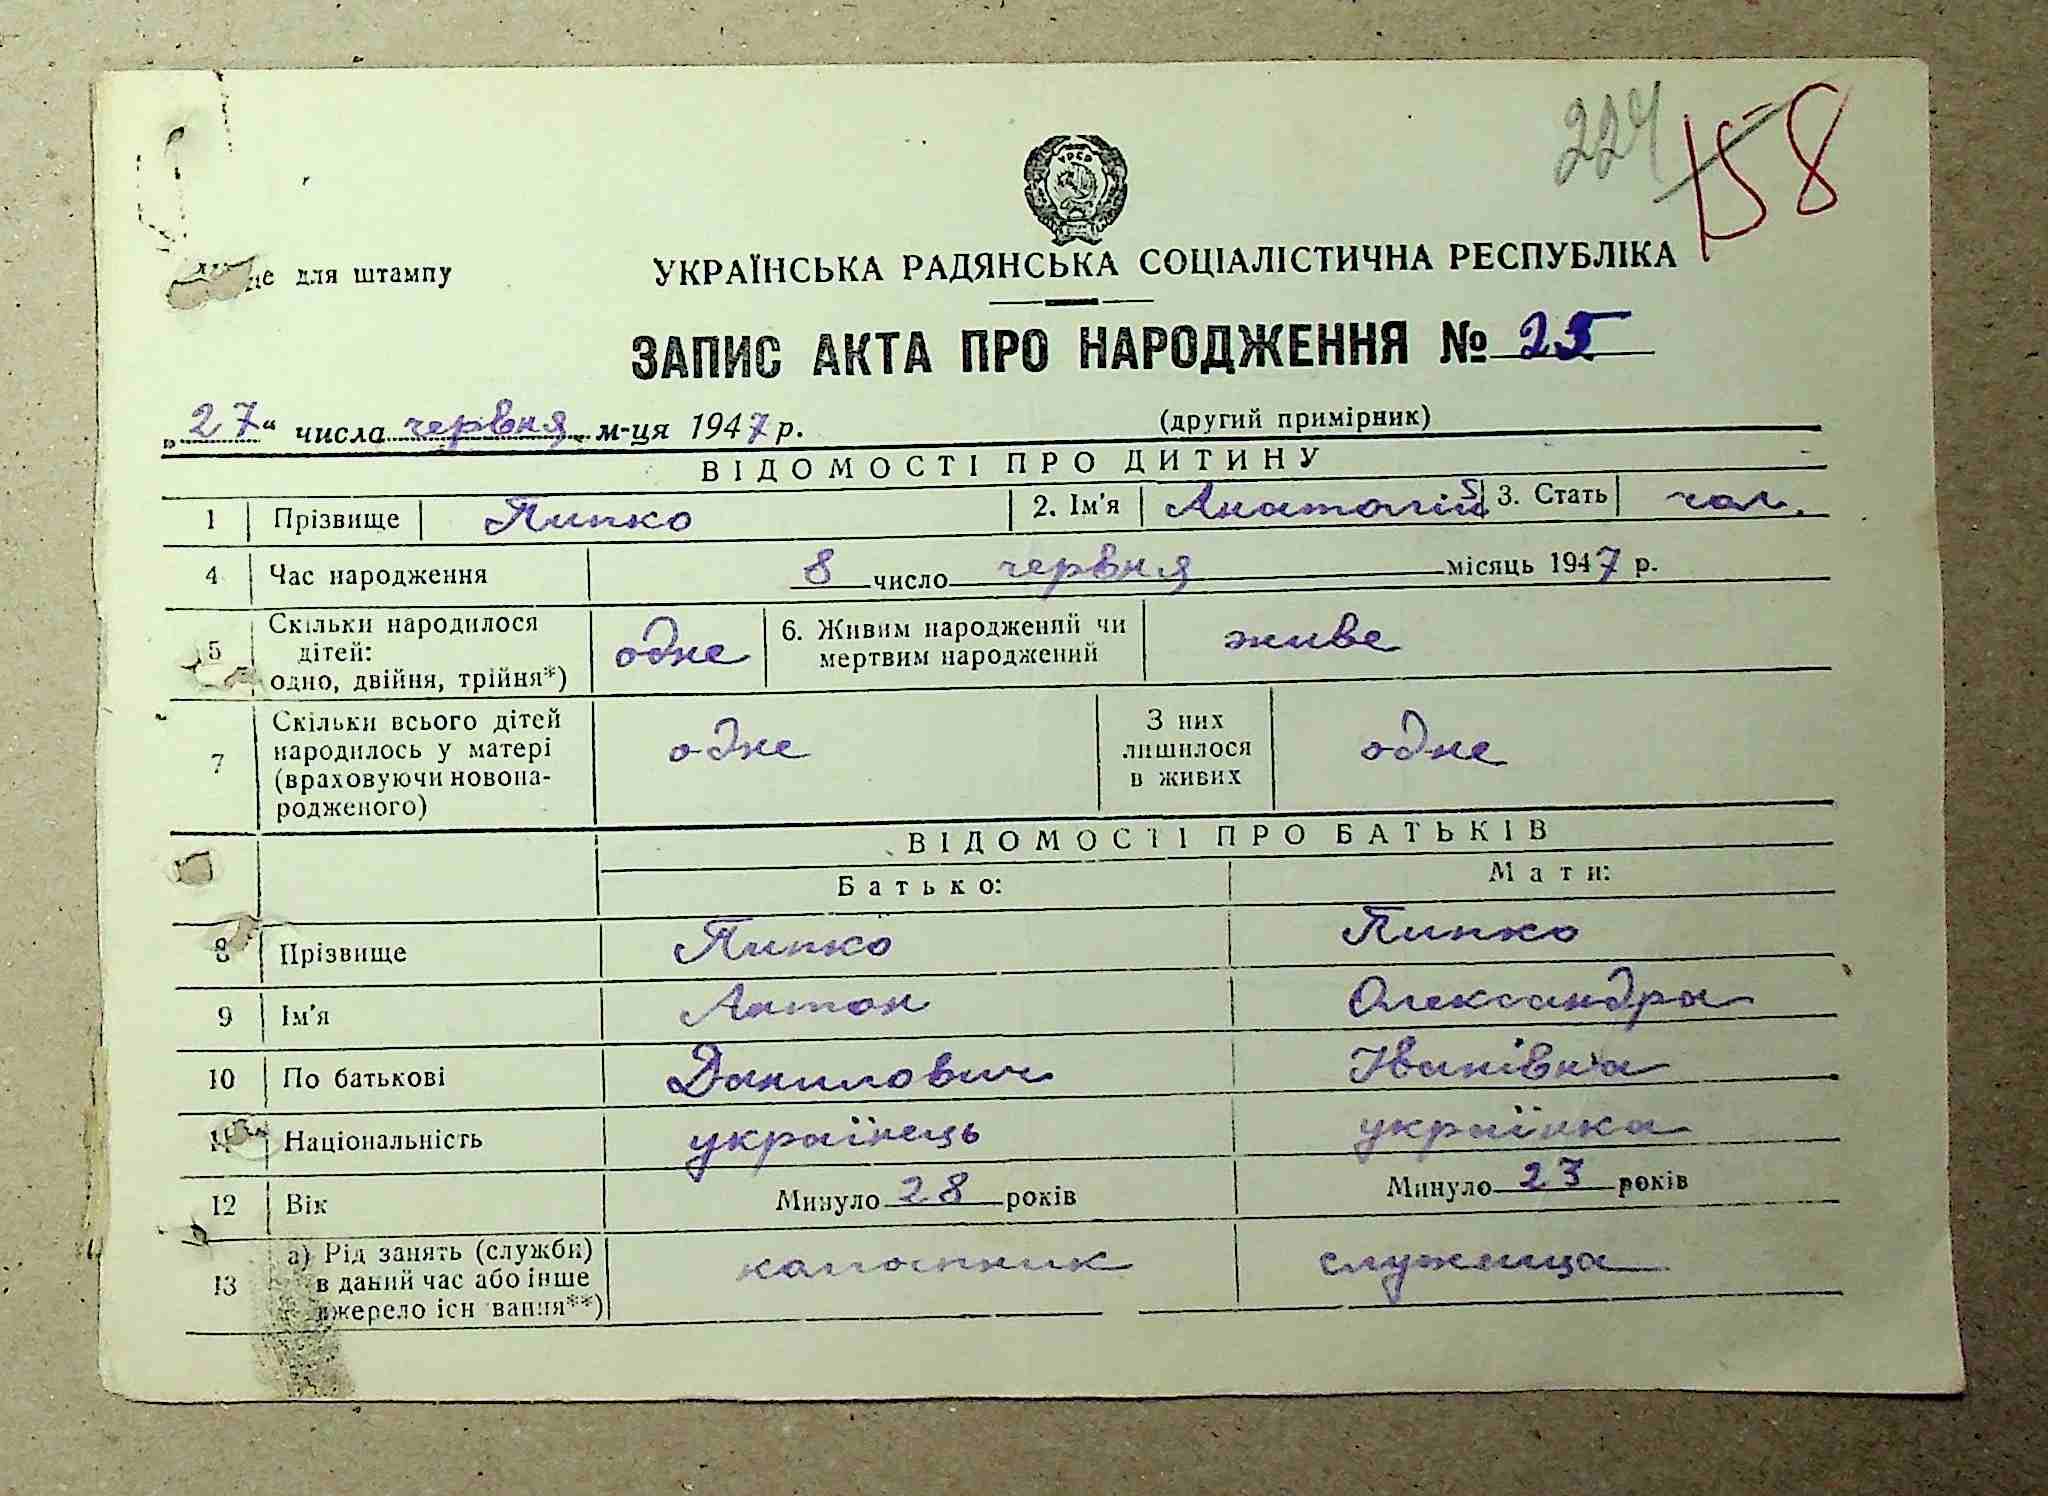 224 158
УРСР
для штампу
УКРАЇНСЬКА РАДЯНСЬКА СОЦІАЛІСТИЧНА РЕСПУБЛІКА
ЗАПИС АКТА ПРО НАРОДЖЕННЯ № 25
„27“ числа червня м-ця 1947 р. (другий примірник)
ВІДОМОСТІ ПРО ДИТИНУ
1 Прізвище Пипко 2. Ім'я Анатолій 3. Стать чол.
4 Час народження 8 число червня місяць 1947 р.
5 Скільки народилося дітей: одно, двійня, трійня*) одне 6. Живим народжений чи мертвим народжений живе
7 Скільки всього дітей народилось у матері (враховуючи новонародженого) одне З них лишилося в живих одне
ВІДОМОСТІ ПРО БАТЬКІВ
Батько: Мати:
8 Прізвище Пипко Пипко
9 Ім'я Антон Олександра
10 По батькові Данилович Іванівна
11 Національність українець українка
12 Вік Минуло 28 років Минуло 23 років
13 а) Рід занять (служби) в даний час або інше джерело існування**) службовця